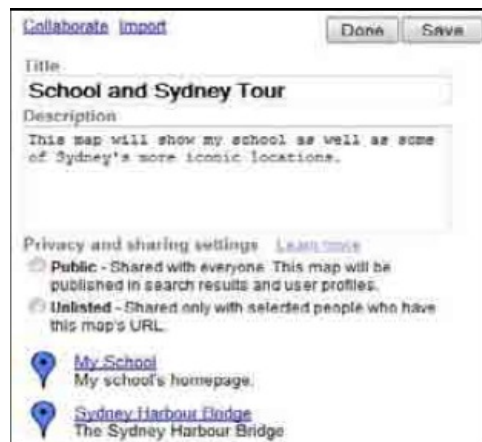 Collaborate Import Done Save
Title
School and Sydney Tour
Description
This map will show my school as well as some
of Sydney's more iconic locations.
Privacy and sharing settings Learn more
Public - Shared with everyone. This map will be
published in search results and user profiles.
Unlisted - Shared only with selected people who have
this map's URL.
My School
My school's homepage.
Sydney Harbour Bridge
The Sydney Harbour Bridge